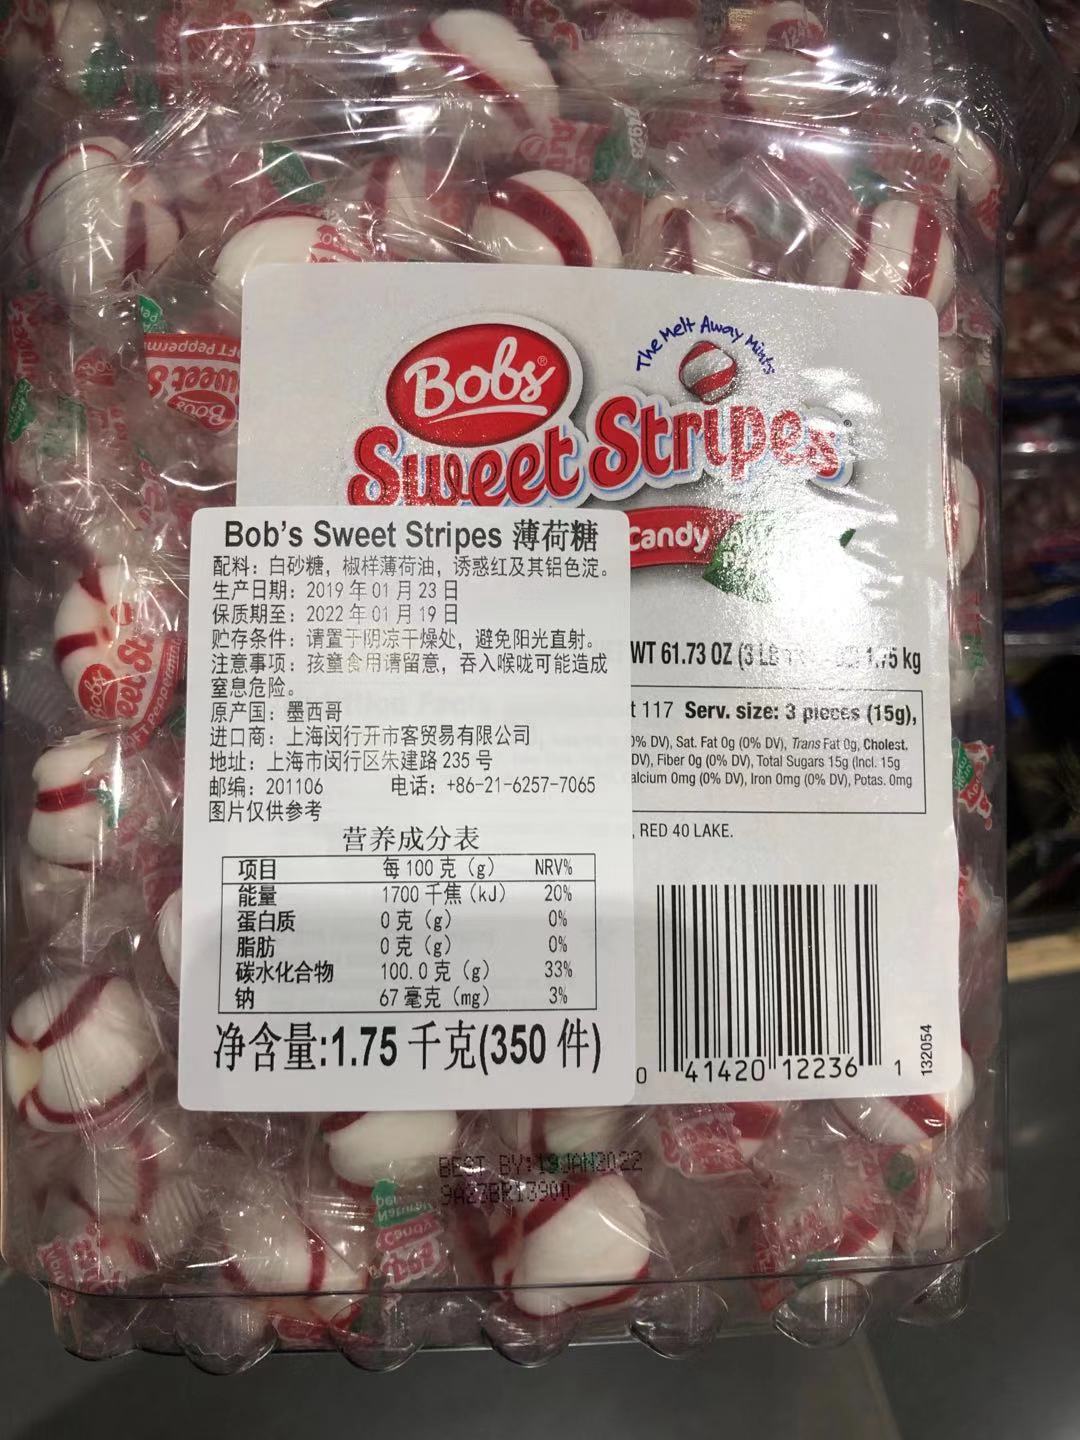 Bobs®
The Melt Away Mints
Sweet Stripes
Candy
Bob's Sweet Stripes 薄荷糖
配料：白砂糖，椒样薄荷油，诱惑红及其铝色淀。
生产日期：2019 年 01 月 23 日
保质期至：2022 年 01 月 19 日
贮存条件：请置于阴凉干燥处，避免阳光直射。
注意事项：孩童食用请留意，吞入喉咙可能造成
窒息危险。
原产国：墨西哥
进口商：上海闵行开市客贸易有限公司
地址：上海市闵行区朱建路 235 号
邮编：201106 电话：+86-21-6257-7065
图片仅供参考
营养成分表
项目 每 100 克（g） NRV%
能量 1700 千焦（kJ） 20%
蛋白质 0 克（g） 0%
脂肪 0 克（g） 0%
碳水化合物 100.0 克（g） 33%
钠 67 毫克（mg） 3%
净含量:1.75 千克(350 件)
WT 61.73 OZ (3 LB 1.75 kg
117 Serv. size: 3 pieces (15g),
DV), Sat. Fat 0g (0% DV), Trans Fat 0g, Cholest.
DV), Fiber 0g (0% DV), Total Sugars 15g (Incl. 15g
0mg (0% DV), Iron 0mg (0% DV), Potas. 0mg
, RED 40 LAKE.
0 41420 12236 1
132054
BEST BY:19JAN2022
9A23BR13900